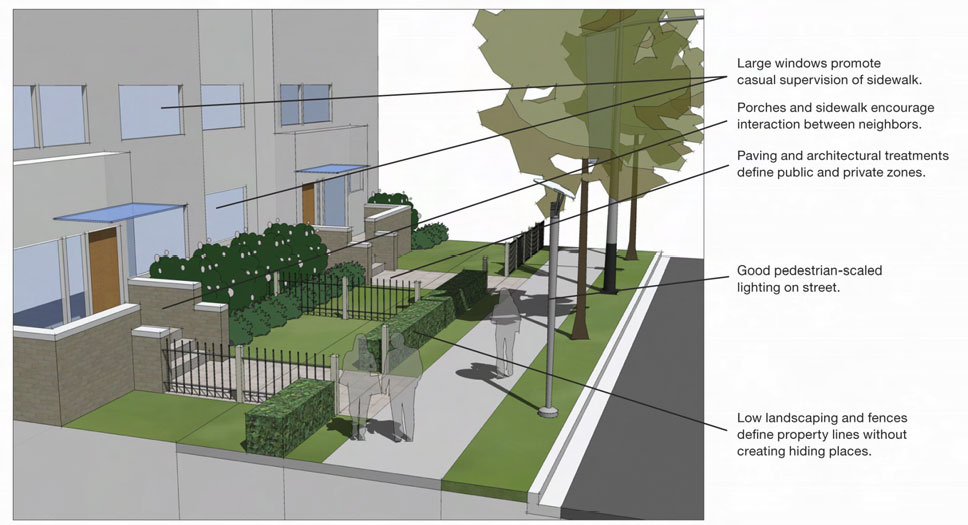 Large windows promote
casual supervision of sidewalk.
Porches and sidewalk encourage
interaction between neighbors.
Paving and architectural treatments
define public and private zones.
Good pedestrian-scaled
lighting on street.
Low landscaping and fences
define property lines without
creating hiding places.